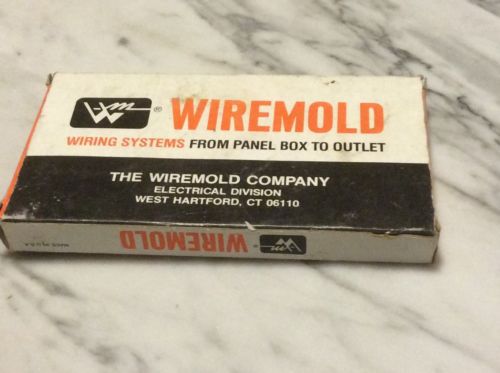 ® WIREMOLD
WIRING SYSTEMS FROM PANEL BOX TO OUTLET
THE WIREMOLD COMPANY
ELECTRICAL DIVISION
WEST HARTFORD, CT 06110
WIREMOLD ®